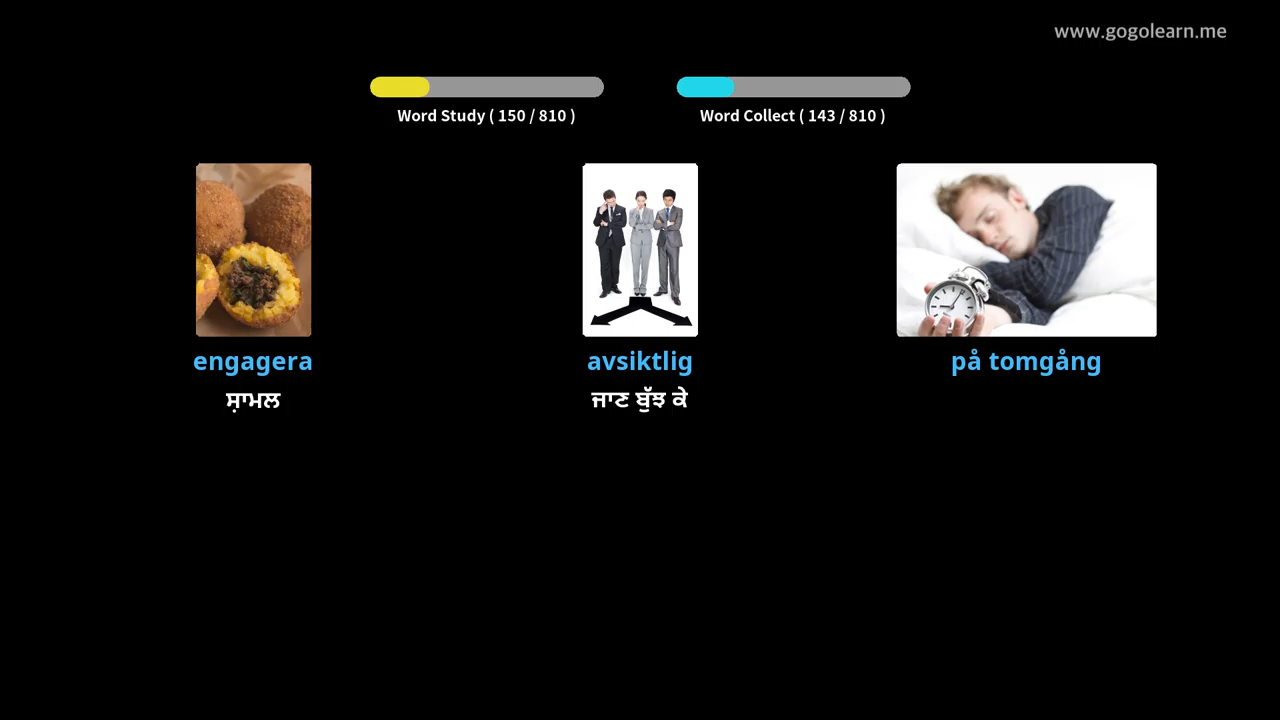 www.gogolearn.me
Word Study ( 150 / 810 )
Word Collect ( 143 / 810 )
engagera
avsiktlig
på tomgång
ਸ਼ਾਮਲ
ਜਾਣ ਬੁੱਝ ਕੇ